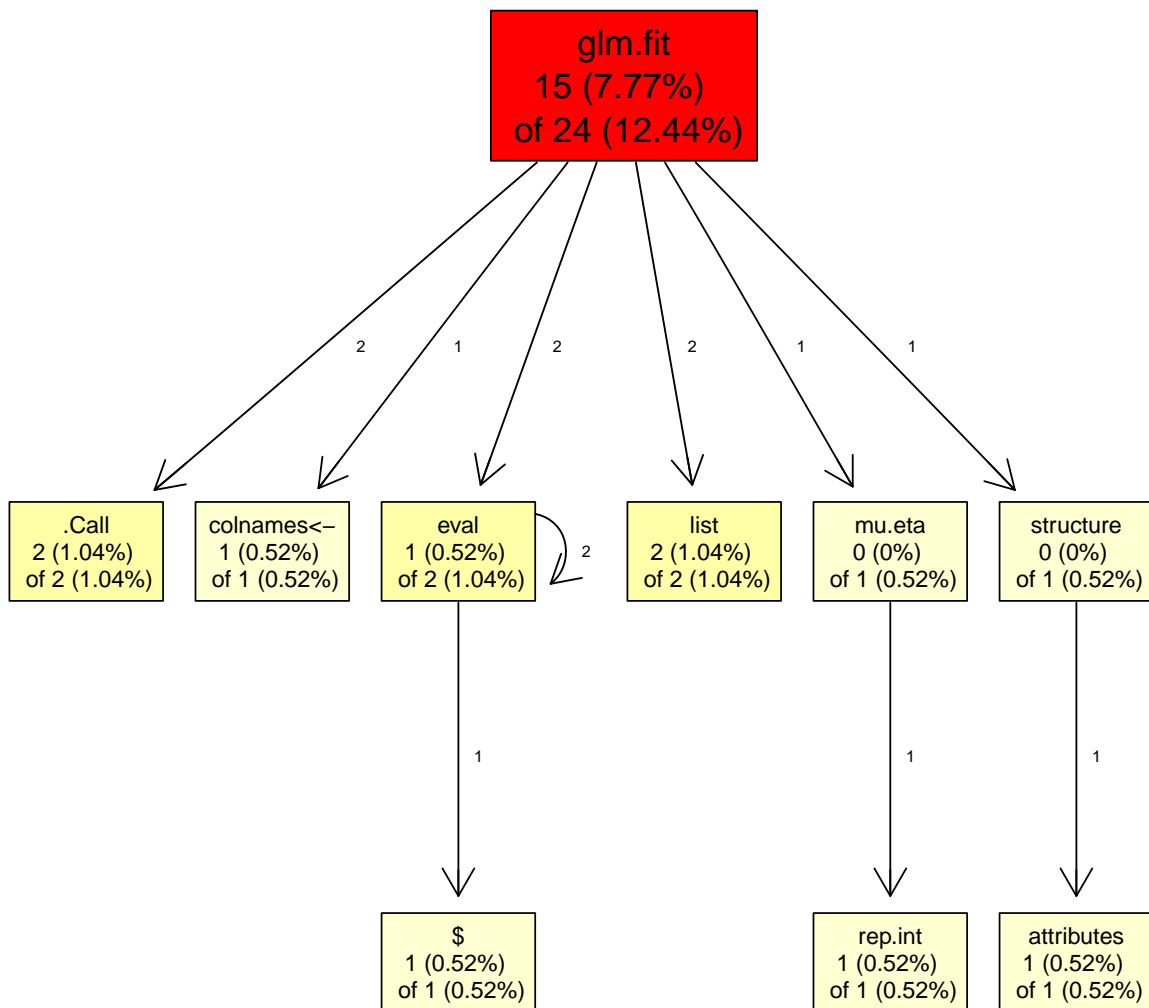 glm.fit
15 (7.77%)
of 24 (12.44%)
2
1
2
2
1
1
.Call
2 (1.04%)
of 2 (1.04%)
colnames<−
1 (0.52%)
of 1 (0.52%)
eval
1 (0.52%)
of 2 (1.04%)
2
list
2 (1.04%)
of 2 (1.04%)
mu.eta
0 (0%)
of 1 (0.52%)
structure
0 (0%)
of 1 (0.52%)
1
1
1
$
1 (0.52%)
of 1 (0.52%)
rep.int
1 (0.52%)
of 1 (0.52%)
attributes
1 (0.52%)
of 1 (0.52%)